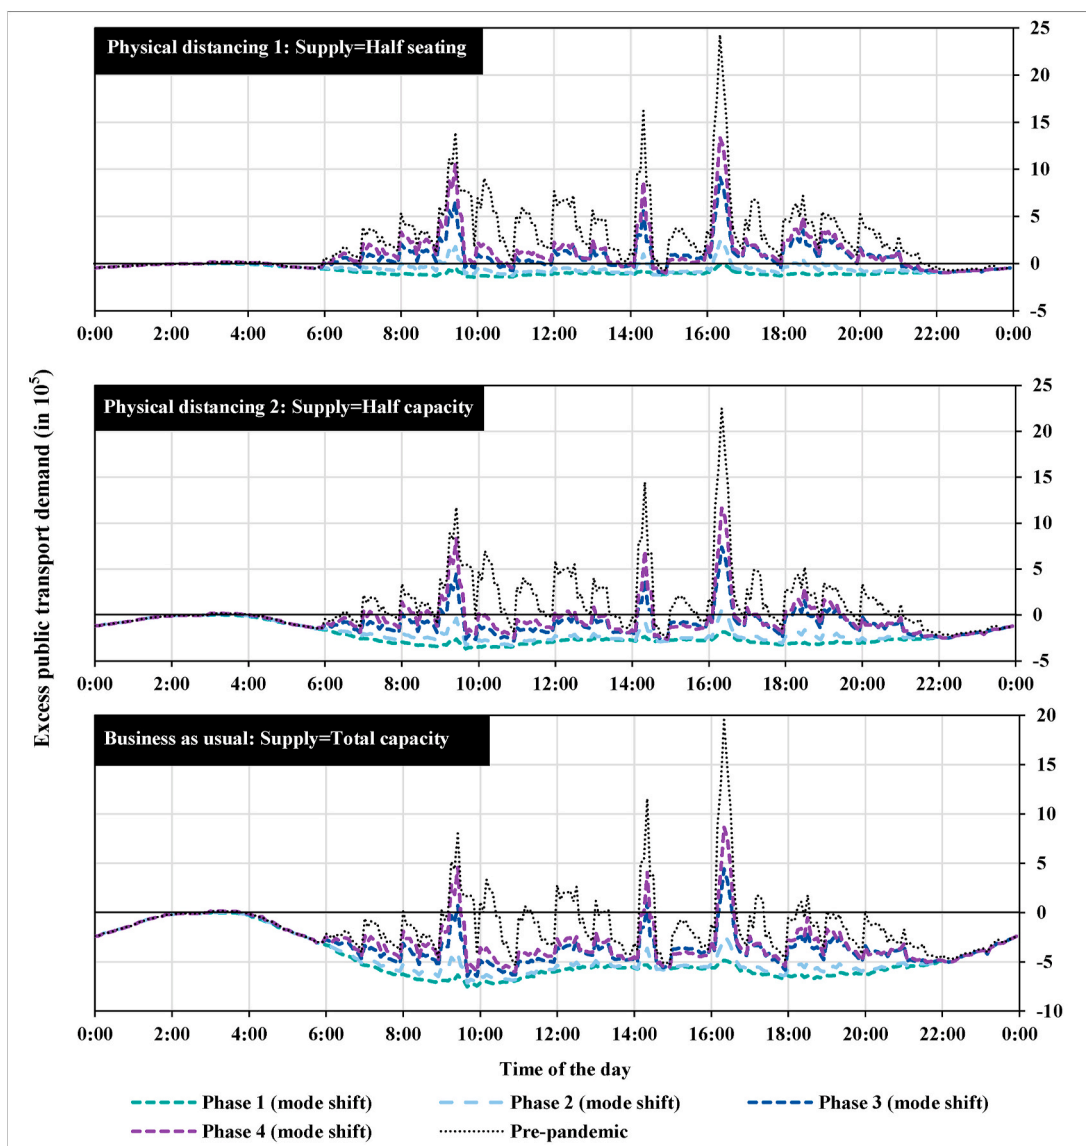 Physical distancing 1: Supply=Half seating
25
20
15
10
5
0
-5
0:00 2:00 4:00 6:00 8:00 10:00 12:00 14:00 16:00 18:00 20:00 22:00 0:00
Excess public transport demand (in 10⁵)
Physical distancing 2: Supply=Half capacity
25
20
15
10
5
0
-5
0:00 2:00 4:00 6:00 8:00 10:00 12:00 14:00 16:00 18:00 20:00 22:00 0:00
Business as usual: Supply=Total capacity
20
15
10
5
0
-5
-10
0:00 2:00 4:00 6:00 8:00 10:00 12:00 14:00 16:00 18:00 20:00 22:00 0:00
Time of the day
Phase 1 (mode shift) Phase 2 (mode shift) Phase 3 (mode shift)
Phase 4 (mode shift) Pre-pandemic